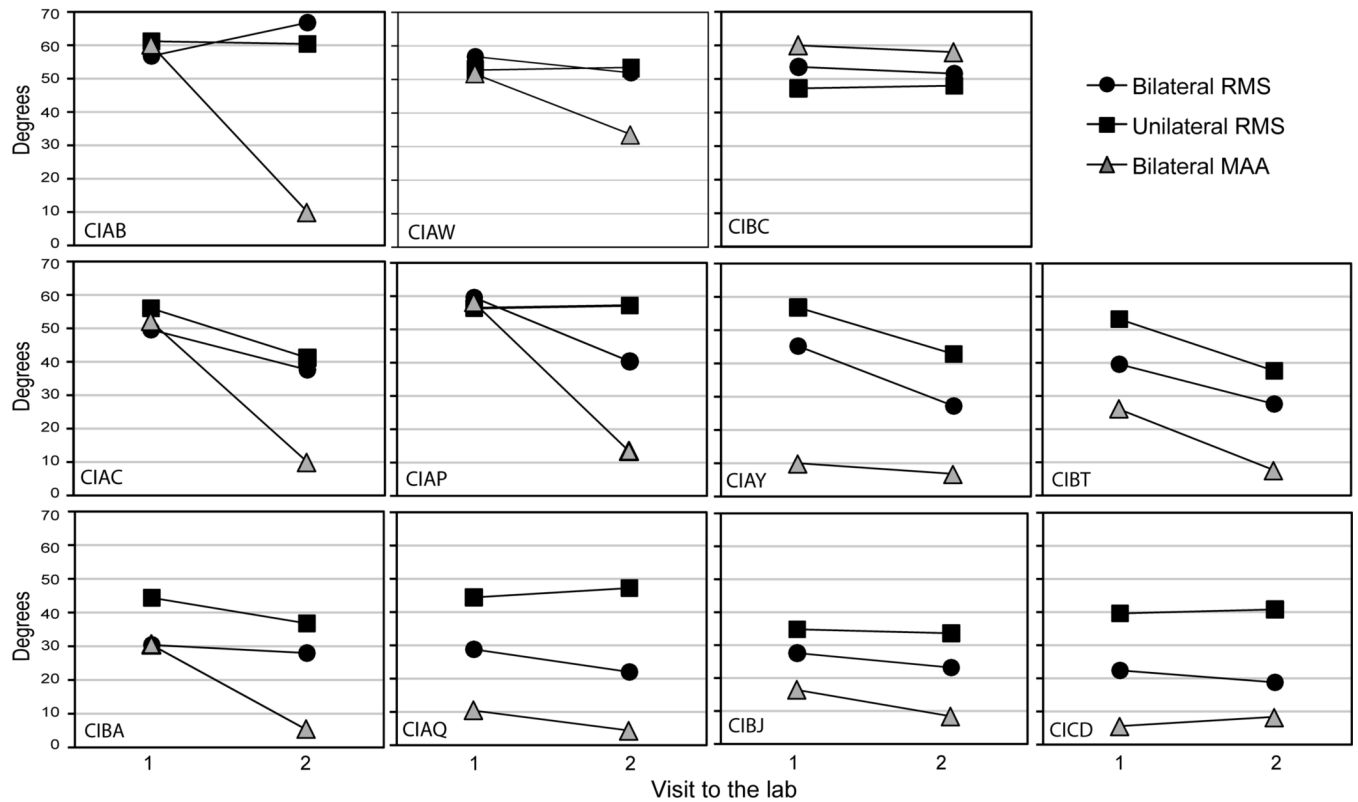 70
60
50
40
30
20
10
0
Degrees
CIAB
CIAW
CIBC
Bilateral RMS
Unilateral RMS
Bilateral MAA
70
60
50
40
30
20
10
0
Degrees
CIAC
CIAP
CIAY
CIBT
70
60
50
40
30
20
10
0
Degrees
CIBA
CIAQ
CIBJ
CICD
1 2 1 2 1 2 1 2
Visit to the lab